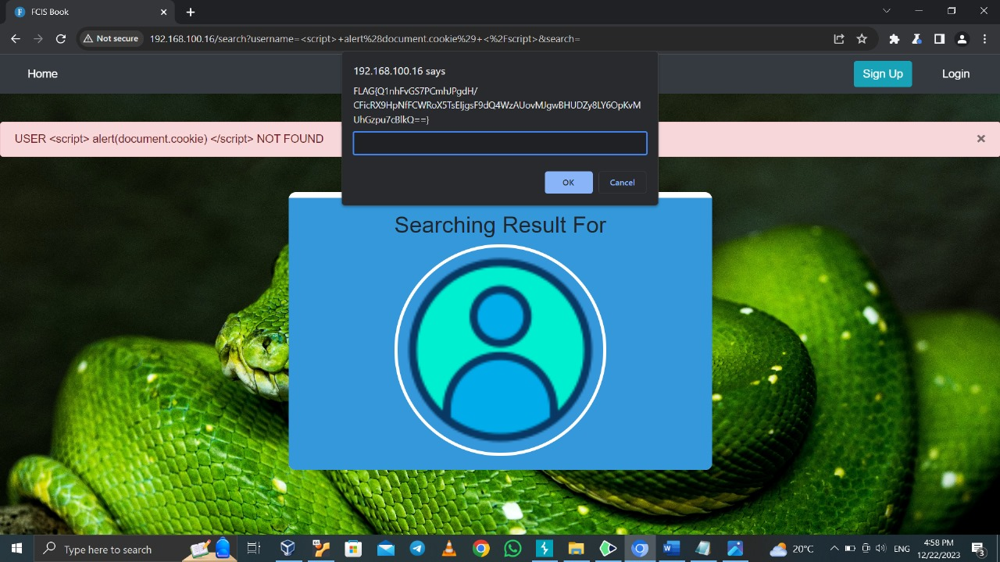 FCIS Book
Not secure
192.168.100.16/search?username=<script>+alert%28document.cookie%29+<%2Fscript>&search=
Home
Sign Up
Login
192.168.100.16 says
FLAG{Q1nhFvGS7PCmhJPgdH/
CFicRX9HpNfFCWRoX5TsEIjgsF9dQ4WzAUovMJgwBHUDZy8LY6OpKvM
UhGzpu7cBlkQ==}
OK
Cancel
USER <script> alert(document.cookie) </script> NOT FOUND
×
Searching Result For
Type here to search
20°C
ENG
4:58 PM
12/22/2023
3